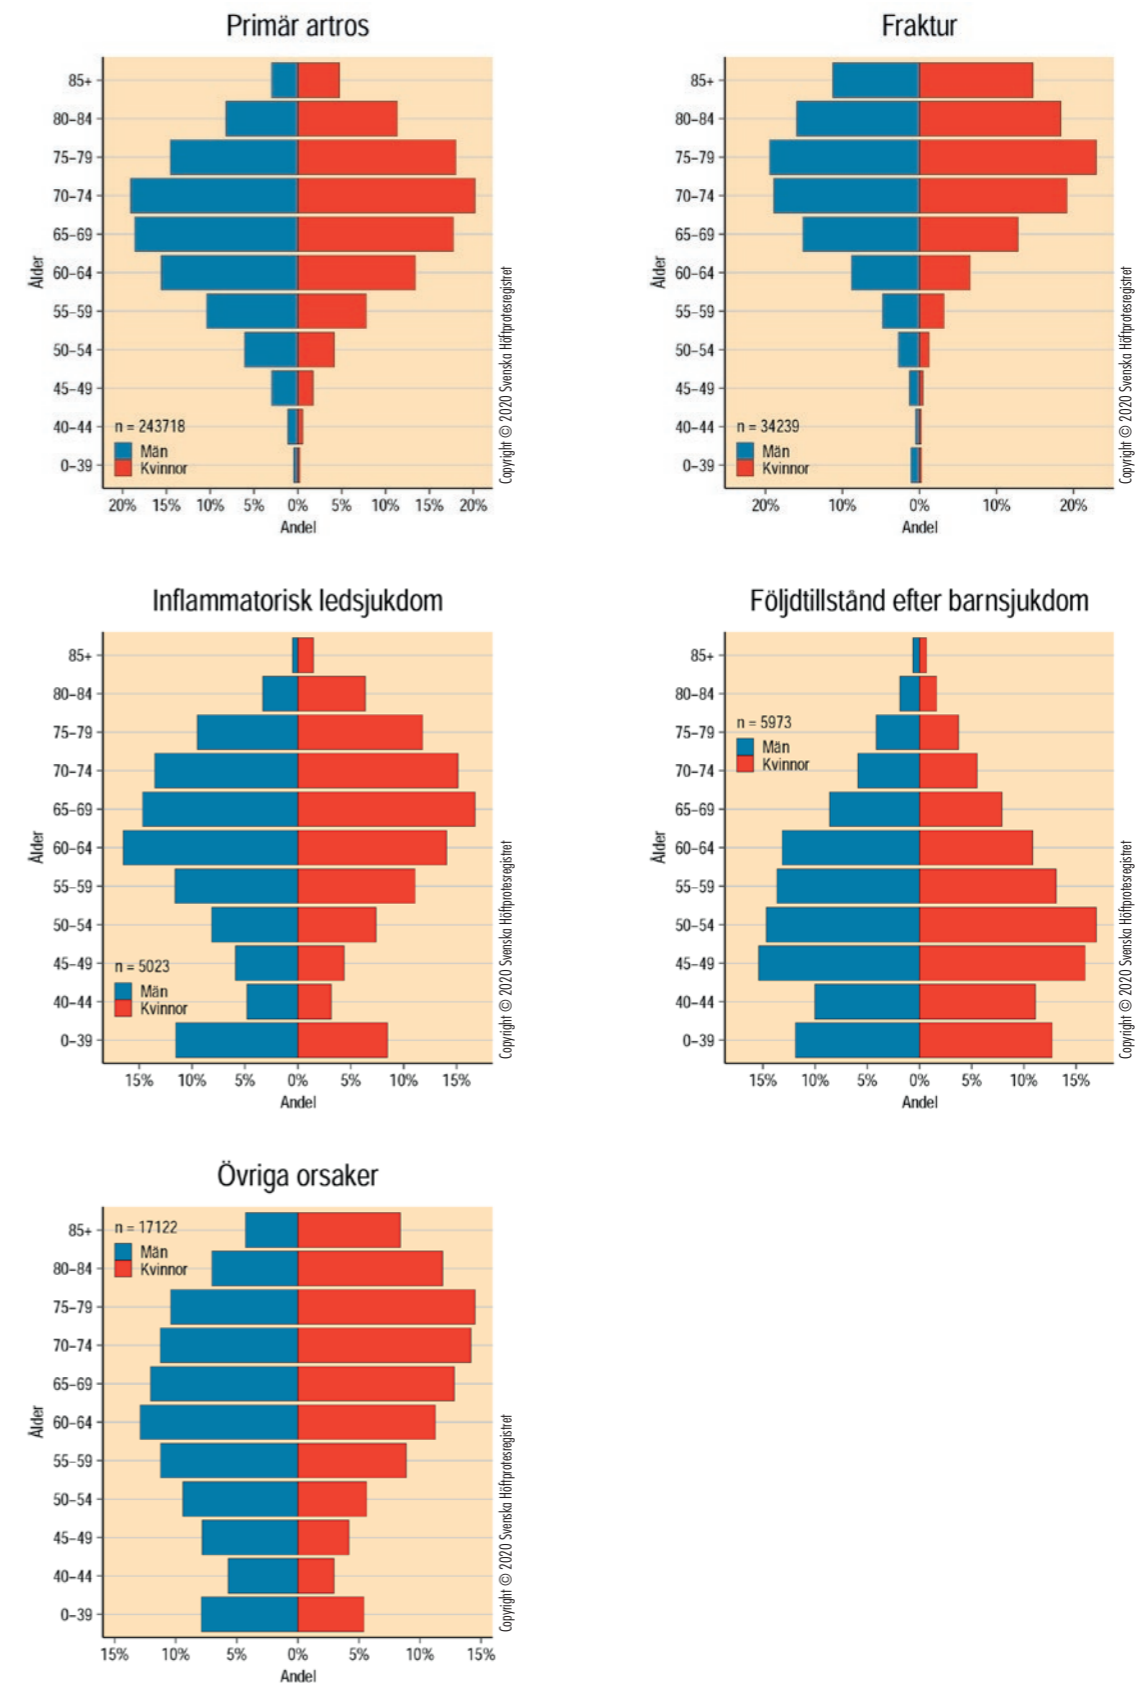 Primär artros
85+
80–84
75–79
70–74
65–69
60–64
55–59
50–54
45–49
40–44
0–39
Ålder
n = 243718
Män
Kvinnor
20% 15% 10% 5% 0% 5% 10% 15% 20%
Andel
Copyright © 2020 Svenska Höftprotesregistret
Fraktur
85+
80–84
75–79
70–74
65–69
60–64
55–59
50–54
45–49
40–44
0–39
Ålder
n = 34239
Män
Kvinnor
20% 10% 0% 10% 20%
Andel
Copyright © 2020 Svenska Höftprotesregistret
Inflammatorisk ledsjukdom
85+
80–84
75–79
70–74
65–69
60–64
55–59
50–54
45–49
40–44
0–39
Ålder
n = 5023
Män
Kvinnor
15% 10% 5% 0% 5% 10% 15%
Andel
Copyright © 2020 Svenska Höftprotesregistret
Följdtillstånd efter barnsjukdom
85+
80–84
75–79
70–74
65–69
60–64
55–59
50–54
45–49
40–44
0–39
Ålder
n = 5973
Män
Kvinnor
15% 10% 5% 0% 5% 10% 15%
Andel
Copyright © 2020 Svenska Höftprotesregistret
Övriga orsaker
85+
80–84
75–79
70–74
65–69
60–64
55–59
50–54
45–49
40–44
0–39
Ålder
n = 17122
Män
Kvinnor
15% 10% 5% 0% 5% 10% 15%
Andel
Copyright © 2020 Svenska Höftprotesregistret